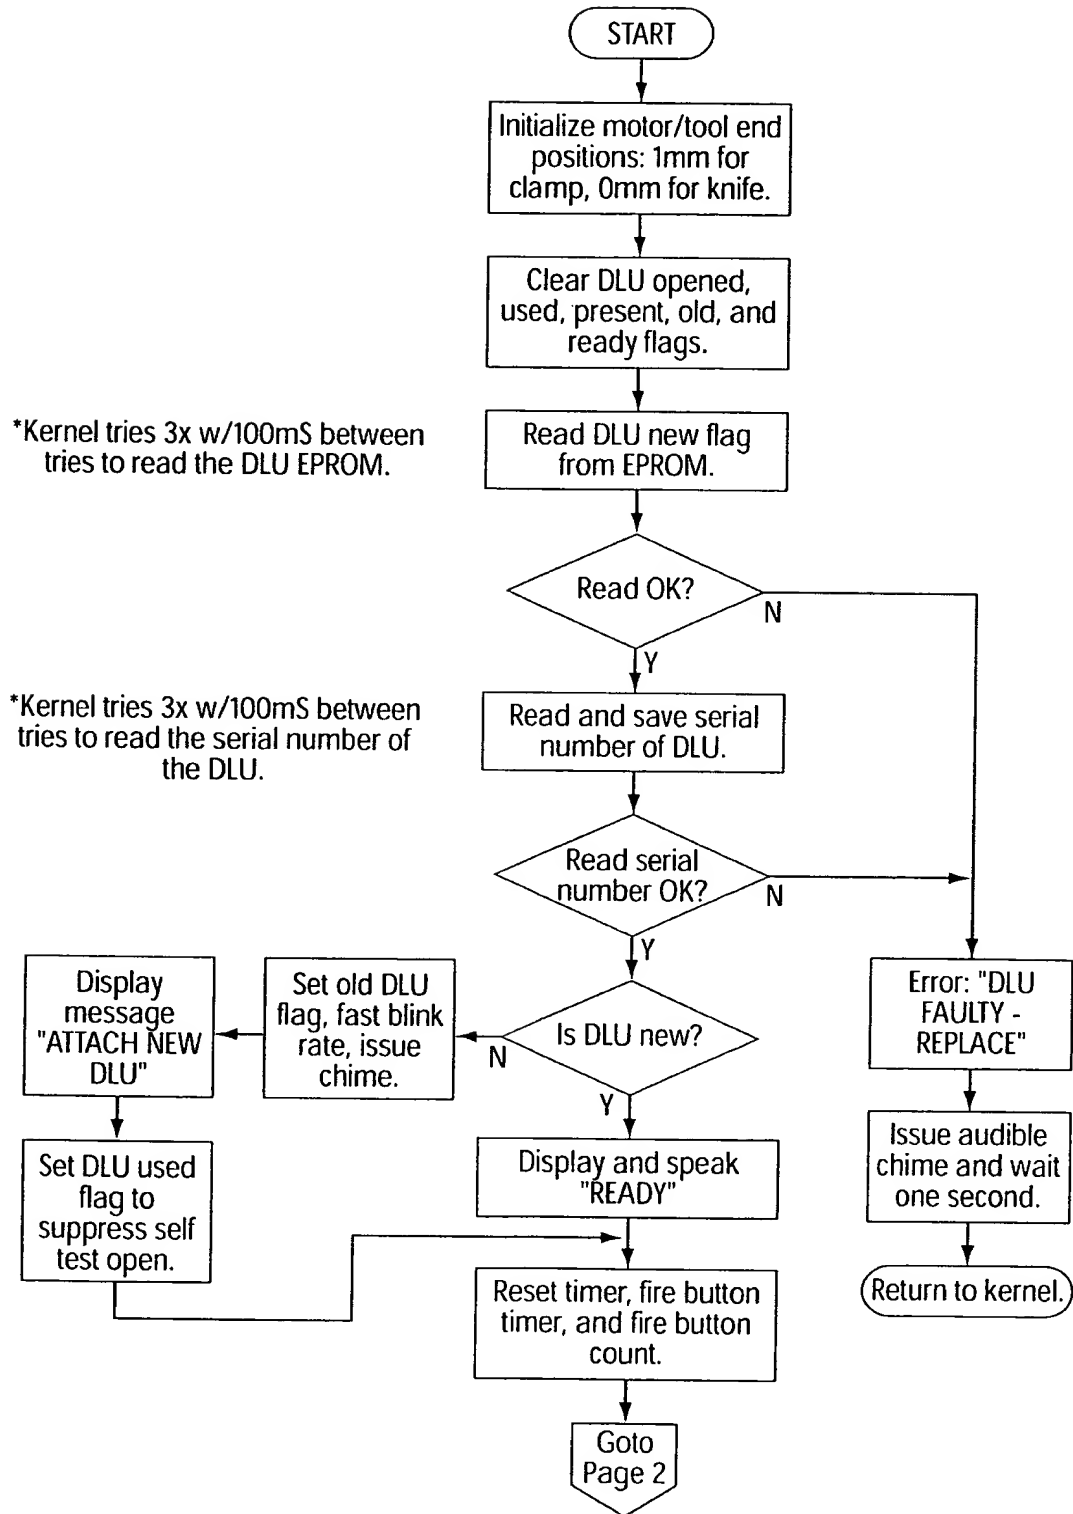 START
Initialize motor/tool end
positions: 1mm for
clamp, 0mm for knife.
Clear DLU opened,
used, present, old, and
ready flags.
*Kernel tries 3x w/100mS between
tries to read the DLU EPROM.
Read DLU new flag
from EPROM.
Read OK?
N
Y
*Kernel tries 3x w/100mS between
tries to read the serial number of
the DLU.
Read and save serial
number of DLU.
Read serial
number OK?
N
Y
Display
message
"ATTACH NEW
DLU"
Set old DLU
flag, fast blink
rate, issue
chime.
Is DLU new?
N
Y
Error: "DLU
FAULTY -
REPLACE"
Set DLU used
flag to
suppress self
test open.
Display and speak
"READY"
Issue audible
chime and wait
one second.
Reset timer, fire button
timer, and fire button
count.
Return to kernel.
Goto
Page 2